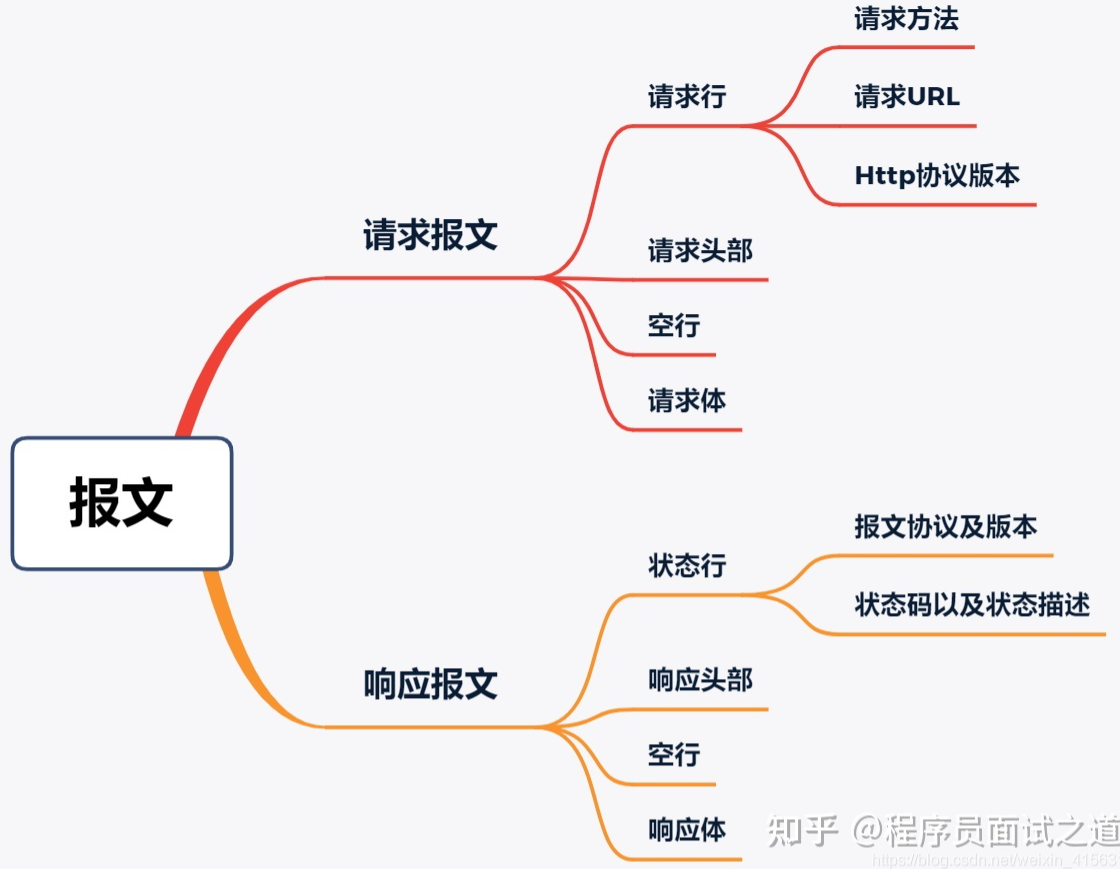 请求方法
请求行
请求URL
Http协议版本
请求报文
请求头部
空行
请求体
报文
报文协议及版本
状态行
状态码以及状态描述
响应报文
响应头部
空行
响应体
知乎 @程序员面试之道
https://blog.csdn.net/weixin_41563